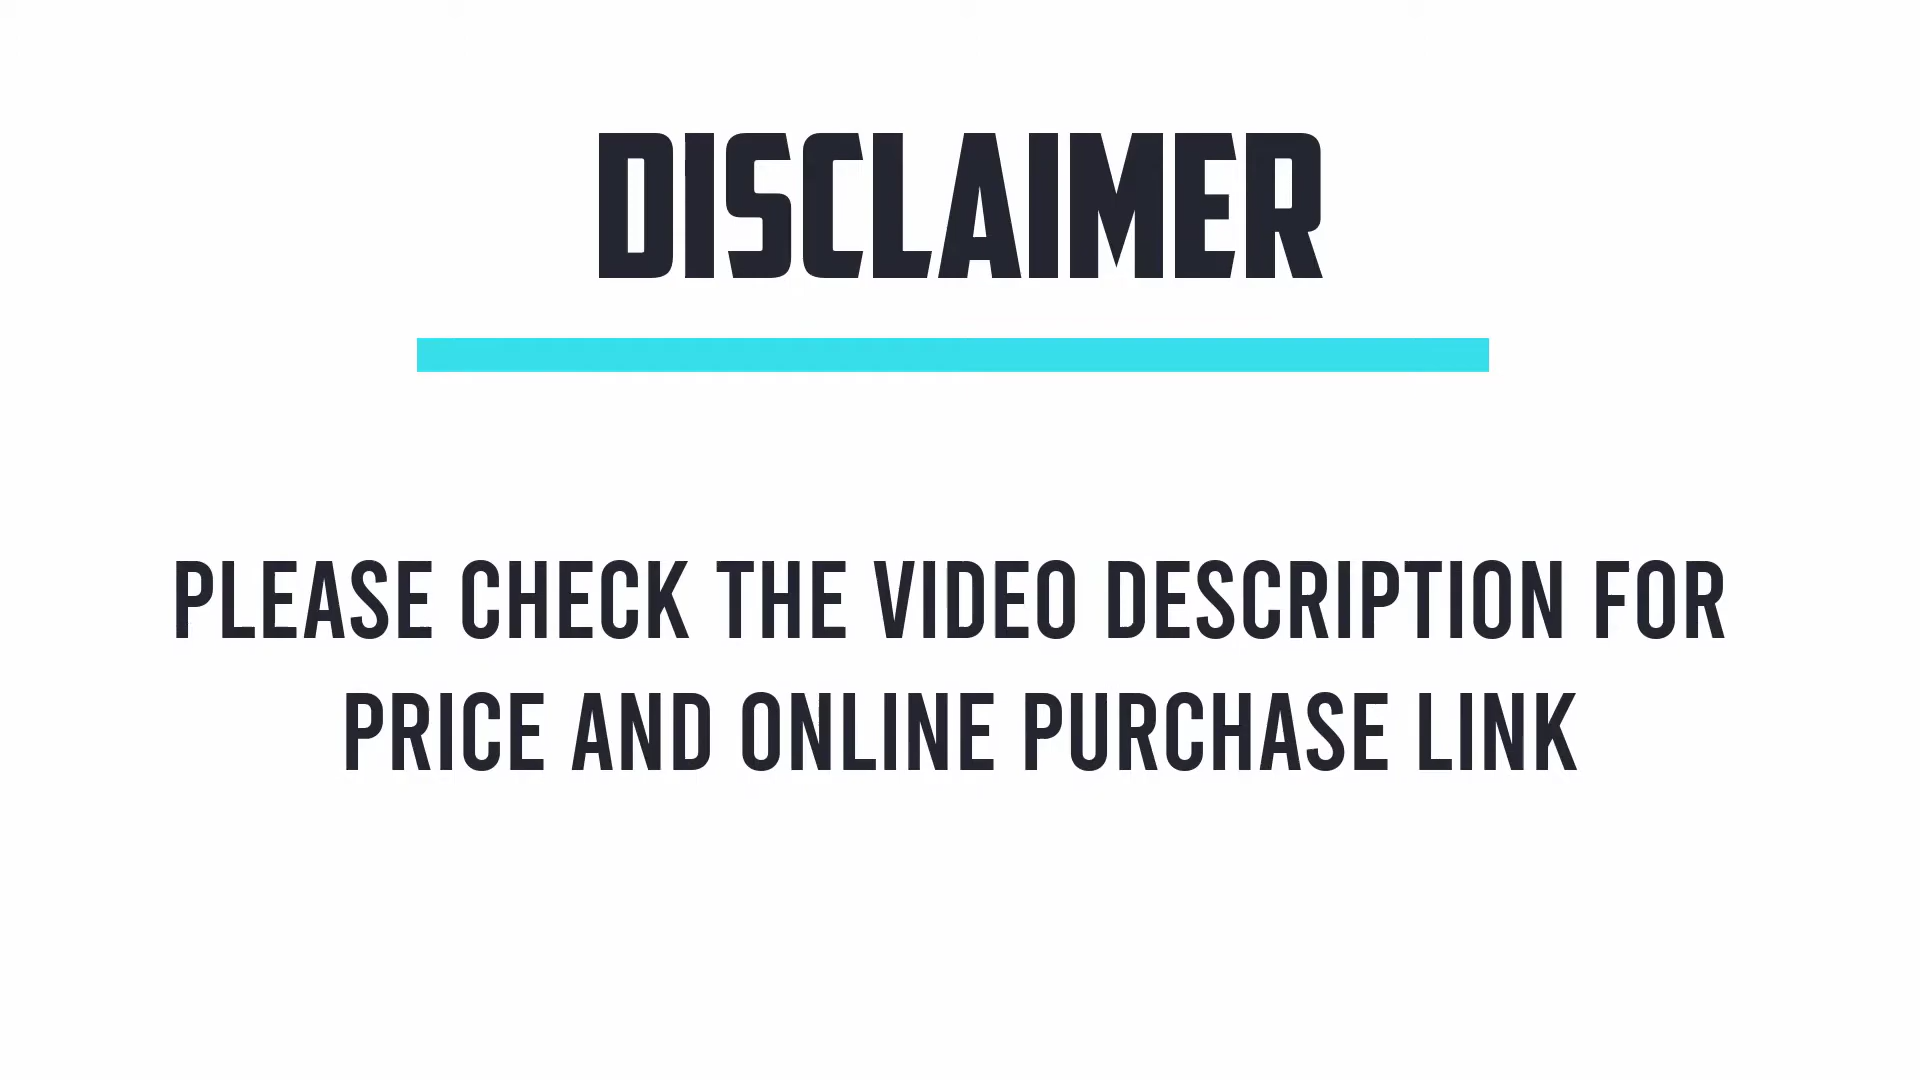 DISCLAIMER
PLEASE CHECK THE VIDEO DESCRIPTION FOR
PRICE AND ONLINE PURCHASE LINK